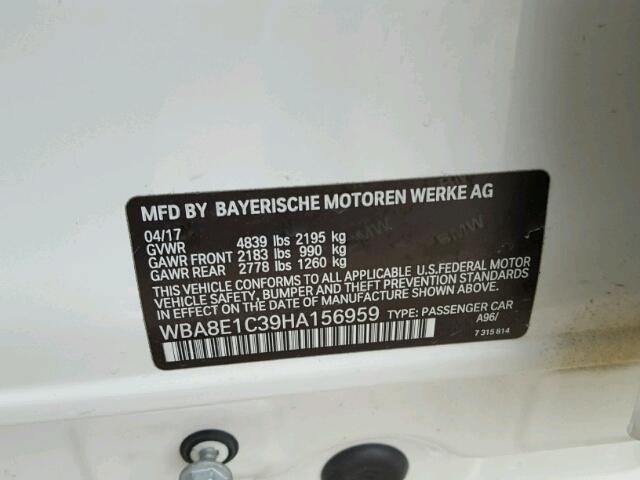 MFD BY BAYERISCHE MOTOREN WERKE AG
04/17
GVWR 4839 lbs 2195 kg
GAWR FRONT 2183 lbs 990 kg
GAWR REAR 2778 lbs 1260 kg
THIS VEHICLE CONFORMS TO ALL APPLICABLE U.S.FEDERAL MOTOR
VEHICLE SAFETY, BUMPER AND THEFT PREVENTION STANDARDS
IN EFFECT ON THE DATE OF MANUFACTURE SHOWN ABOVE.
WBA8E1C39HA156959 TYPE: PASSENGER CAR
A96/
7 315 814